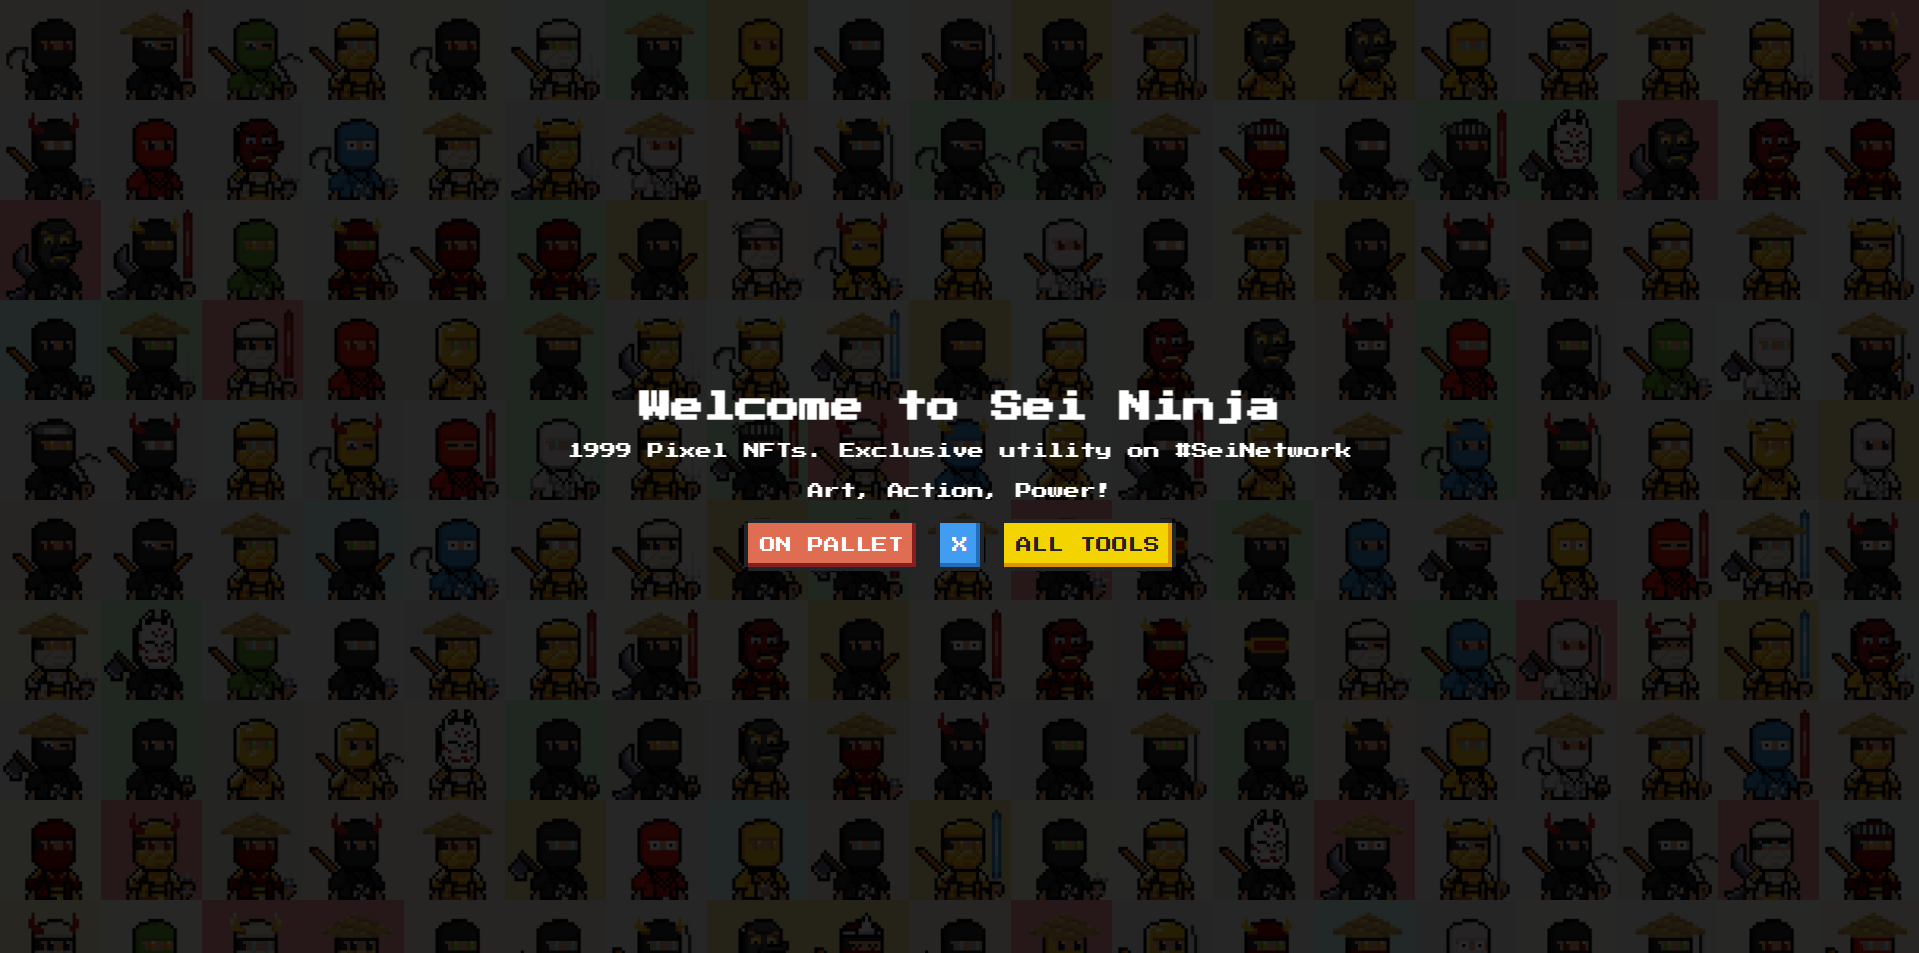 Welcome to Sei Ninja
1999 Pixel NFTs. Exclusive utility on #SeiNetwork
Art, Action, Power!
ON PALLET X ALL TOOLS